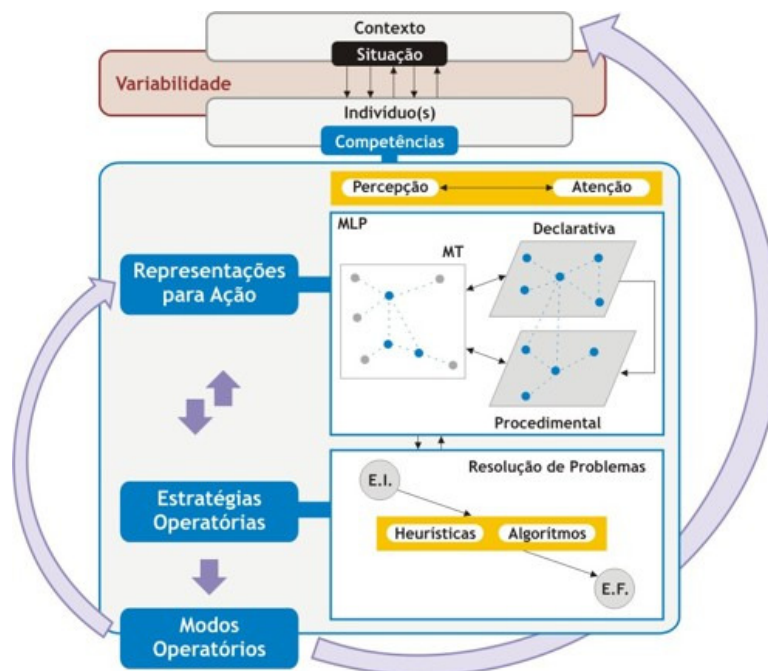 Contexto
Situação
Variabilidade
Indivíduo(s)
Competências
Percepção
Atenção
MLP
Declarativa
MT
Representações
para Ação
Procedimental
Resolução de Problemas
E.I.
Estratégias
Operatórias
Heurísticas
Algoritmos
E.F.
Modos
Operatórios